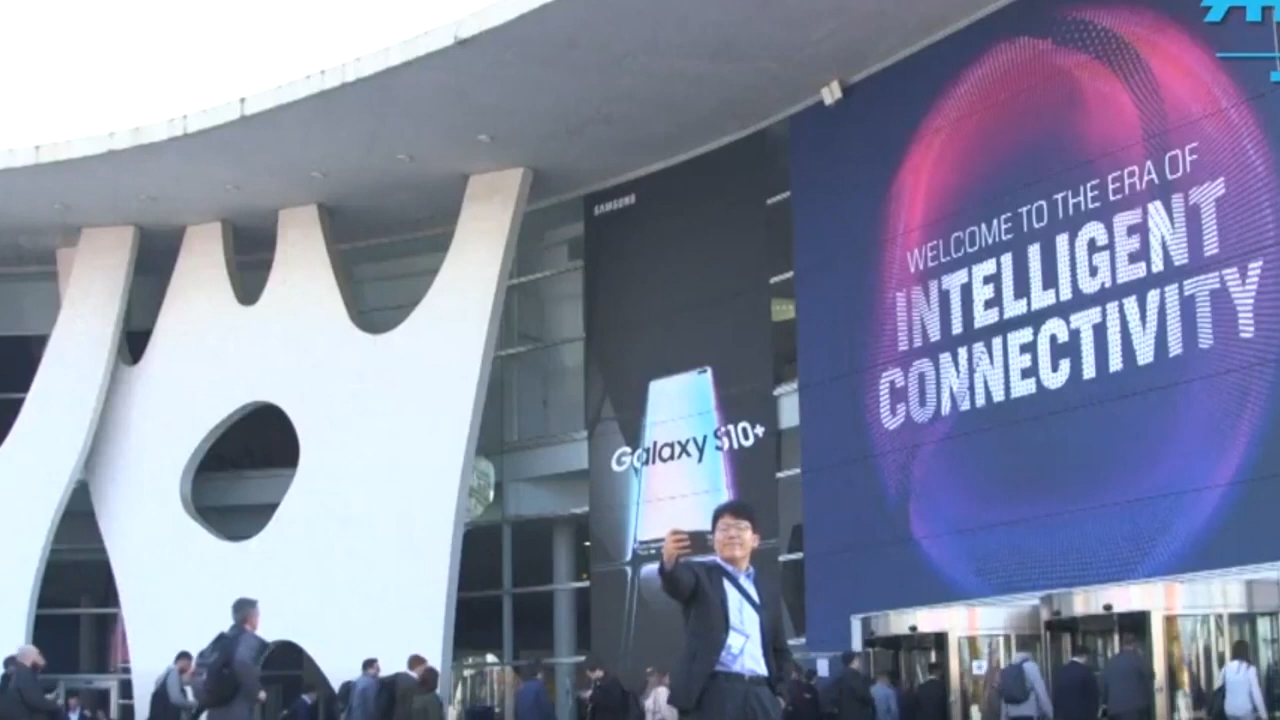 SAMSUNG
Galaxy S10+
WELCOME TO THE ERA OF
INTELLIGENT
CONNECTIVITY